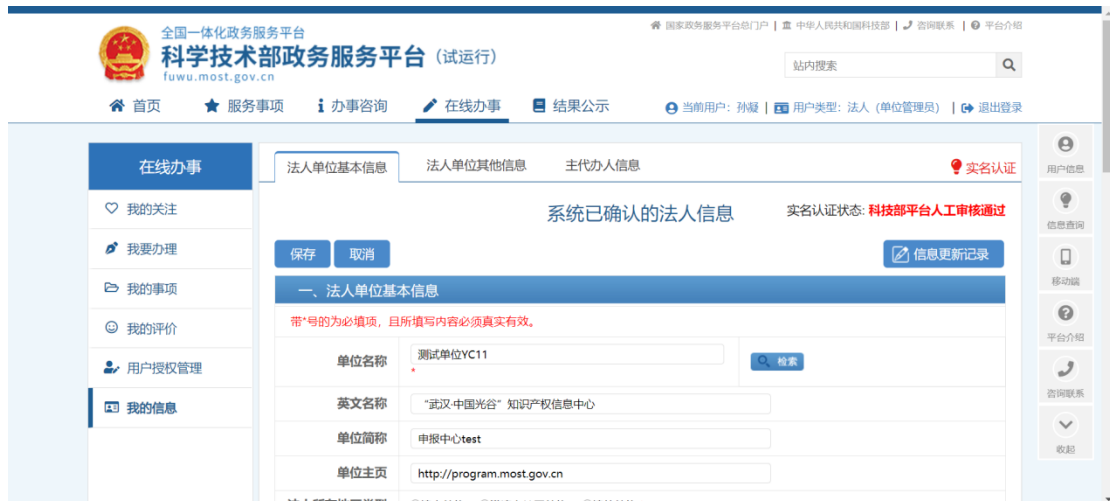 国家政务服务平台总门户 | 中华人民共和国科技部 | 咨询联系 | 平台介绍
全国一体化政务服务平台
科学技术部政务服务平台（试运行）
fuwu.most.gov.cn
站内搜索
首页 服务事项 办事咨询 在线办事 结果公示 当前用户：孙凝 | 用户类型：法人（单位管理员） | 退出登录
在线办事
我的关注
我要办理
我的事项
我的评价
用户授权管理
我的信息
法人单位基本信息 法人单位其他信息 主代办人信息 实名认证
系统已确认的法人信息 实名认证状态: 科技部平台人工审核通过
保存 取消 信息更新记录
一、法人单位基本信息
带*号的为必填项，且所填写内容必须真实有效。
单位名称 测试单位YC11 检索
*
英文名称 “武汉·中国光谷”知识产权信息中心
单位简称 申报中心test
单位主页 http://program.most.gov.cn
用户信息
信息查询
移动端
平台介绍
咨询联系
收起